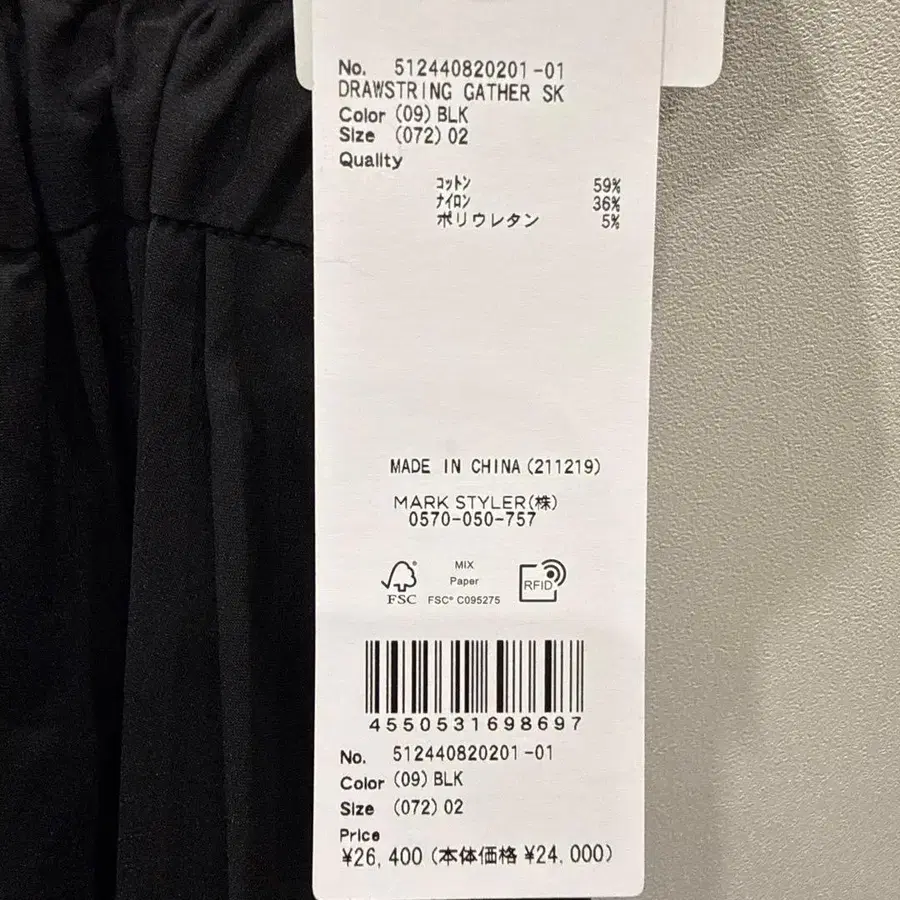 No. 512440820201-01
DRAWSTRING GATHER SK
Color (09) BLK
Size (072) 02
Quality
コットン 59%
ナイロン 36%
ポリウレタン 5%
MADE IN CHINA (211219)
MARK STYLER(株)
0570-050-757
MIX
Paper
FSC FSC® C095275
RFID
4550531698697
No. 512440820201-01
Color (09) BLK
Size (072) 02
Price
¥26,400 (本体価格 ¥24,000)